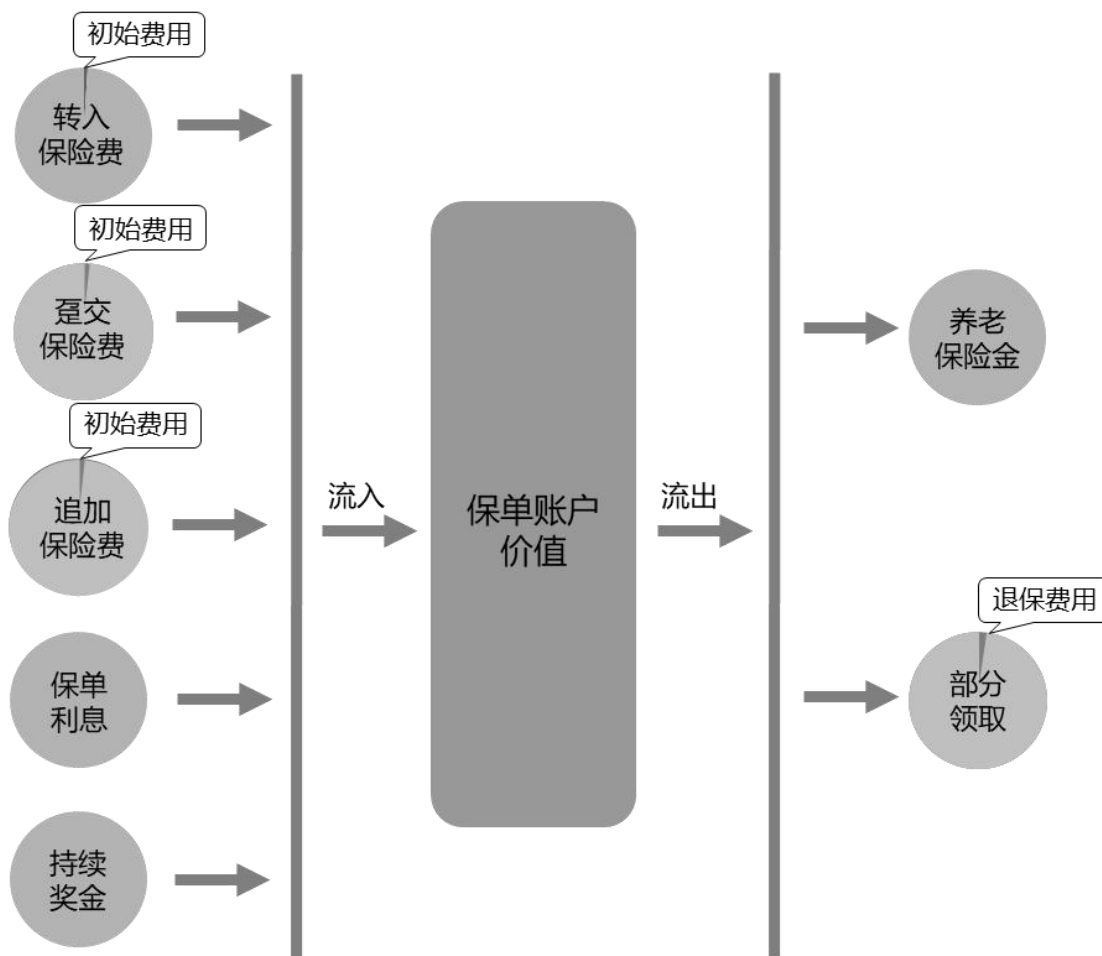 初始费用
转入
保险费
初始费用
趸交
保险费
初始费用
追加
保险费
保单
利息
持续
奖金
流入
保单账户
价值
流出
养老
保险金
退保费用
部分
领取